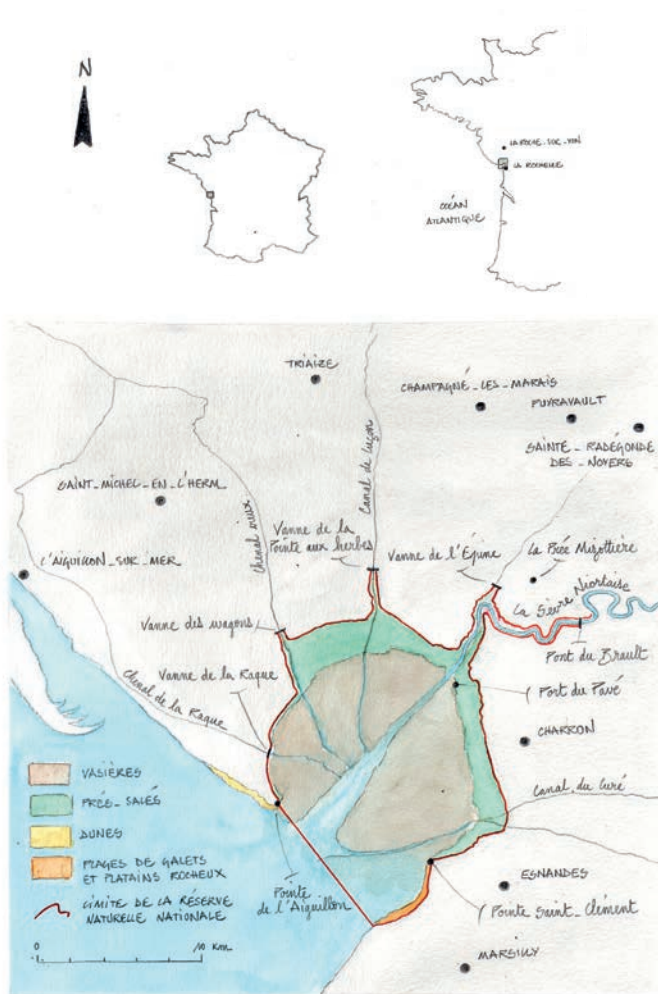 N
LA ROCHE-SUR-YON
LA ROCHELLE
OCÉAN
ATLANTIQUE
TRIAIZE
CHAMPAGNÉ-LES-MARAIS
PUYRAVAULT
SAINTE-RADÉGONDE
DES-NOYERS
SAINT-MICHEL-EN-L'HERM
Chenal vieux
Canal de Luçon
Vanne de la
Pointe aux herbes
Vanne de l'Épine
La Prée Mizottière
L'AIGUILLON-SUR-MER
La Sèvre Niortaise
Vanne des wagons
Pont du Brault
Vanne de la Raque
Chenal de la Raque
Port du Pavé
CHARRON
VASIÈRES
PRÉS-SALÉS
Canal du Curé
DUNES
PLAGES DE GALETS
ET PLATAINS ROCHEUX
ESNANDES
Pointe
de l'Aiguillon
LIMITE DE LA RÉSERVE
NATURELLE NATIONALE
Pointe Saint-Clément
0 10 Km
MARSILLY